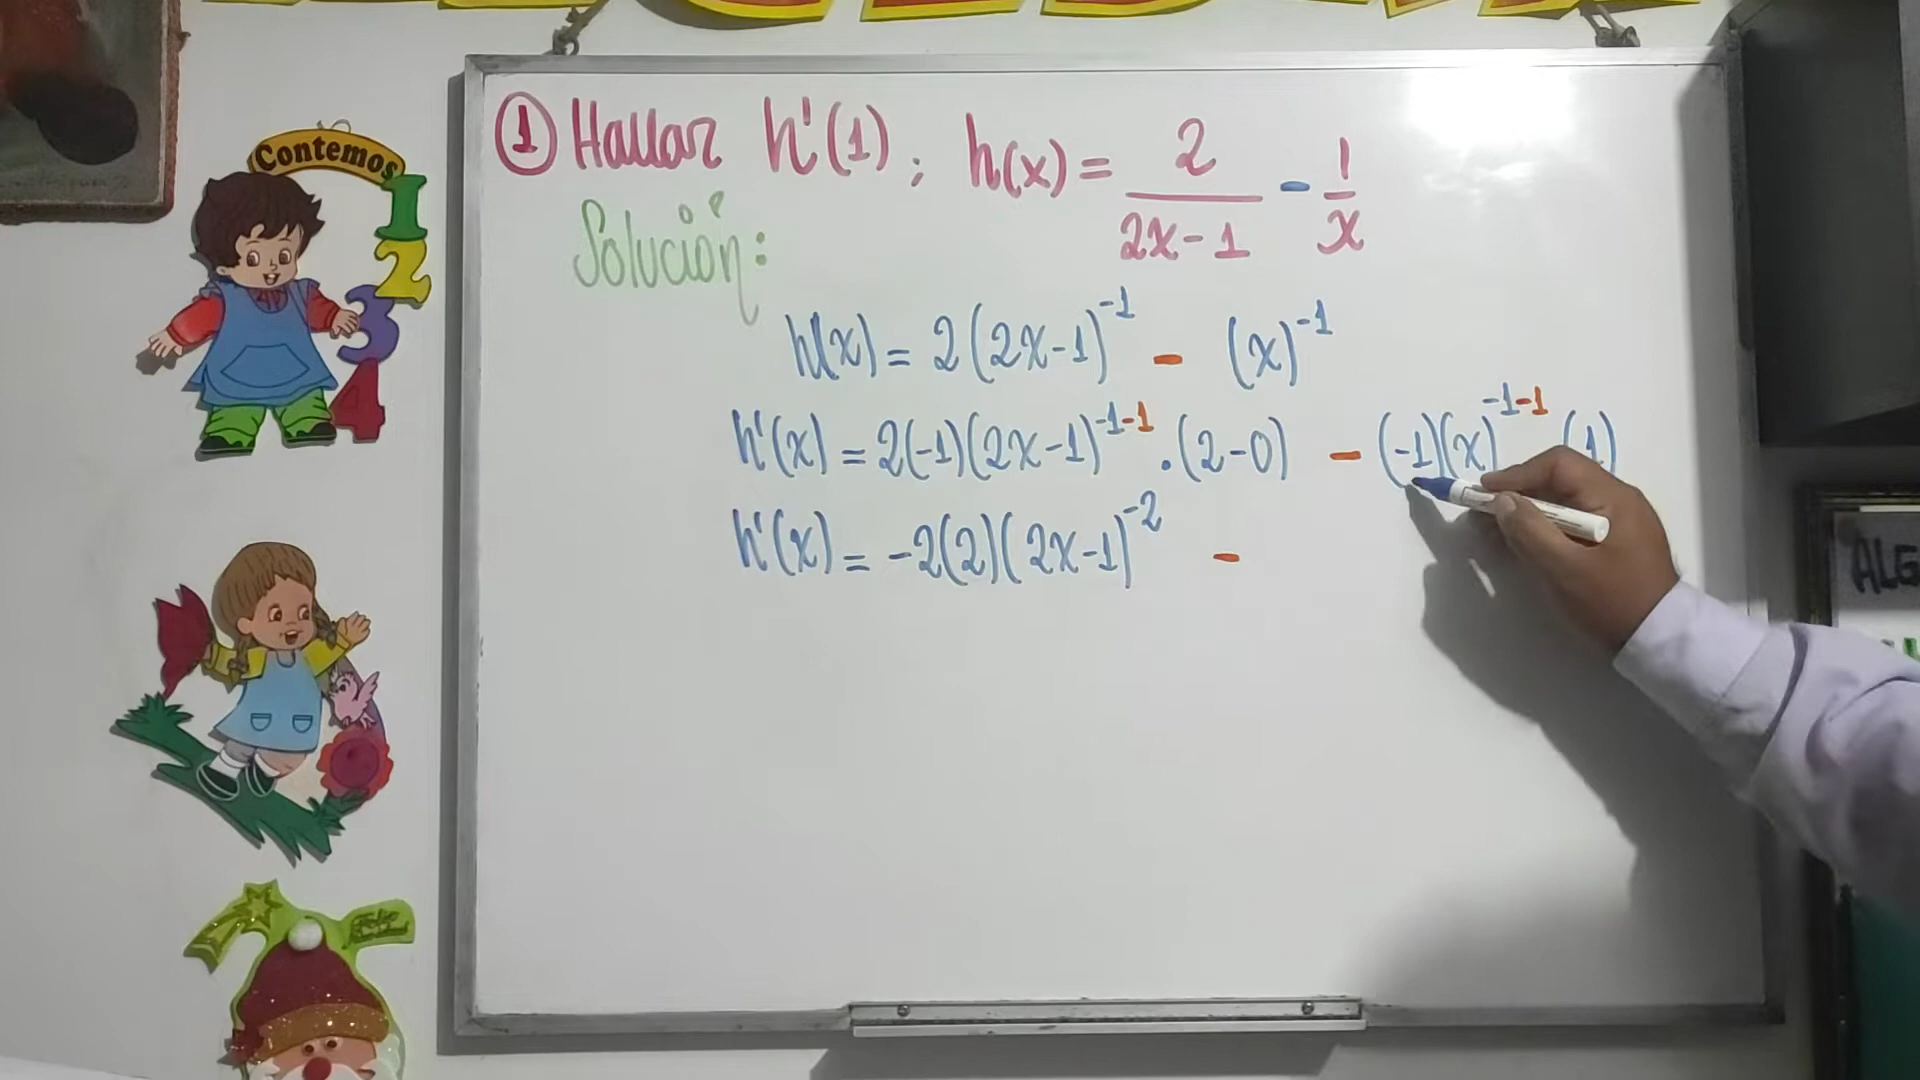 Contemos
1
2
3
4
① Hallar h'(1); h(x) = 2/(2x-1) - 1/x
Solución:
h(x) = 2(2x-1)^-1 - (x)^-1
h'(x) = 2(-1)(2x-1)^-1-1 . (2-0) - (-1)(x)^-1-1 (1)
h'(x) = -2(2)(2x-1)^-2 -
ALG